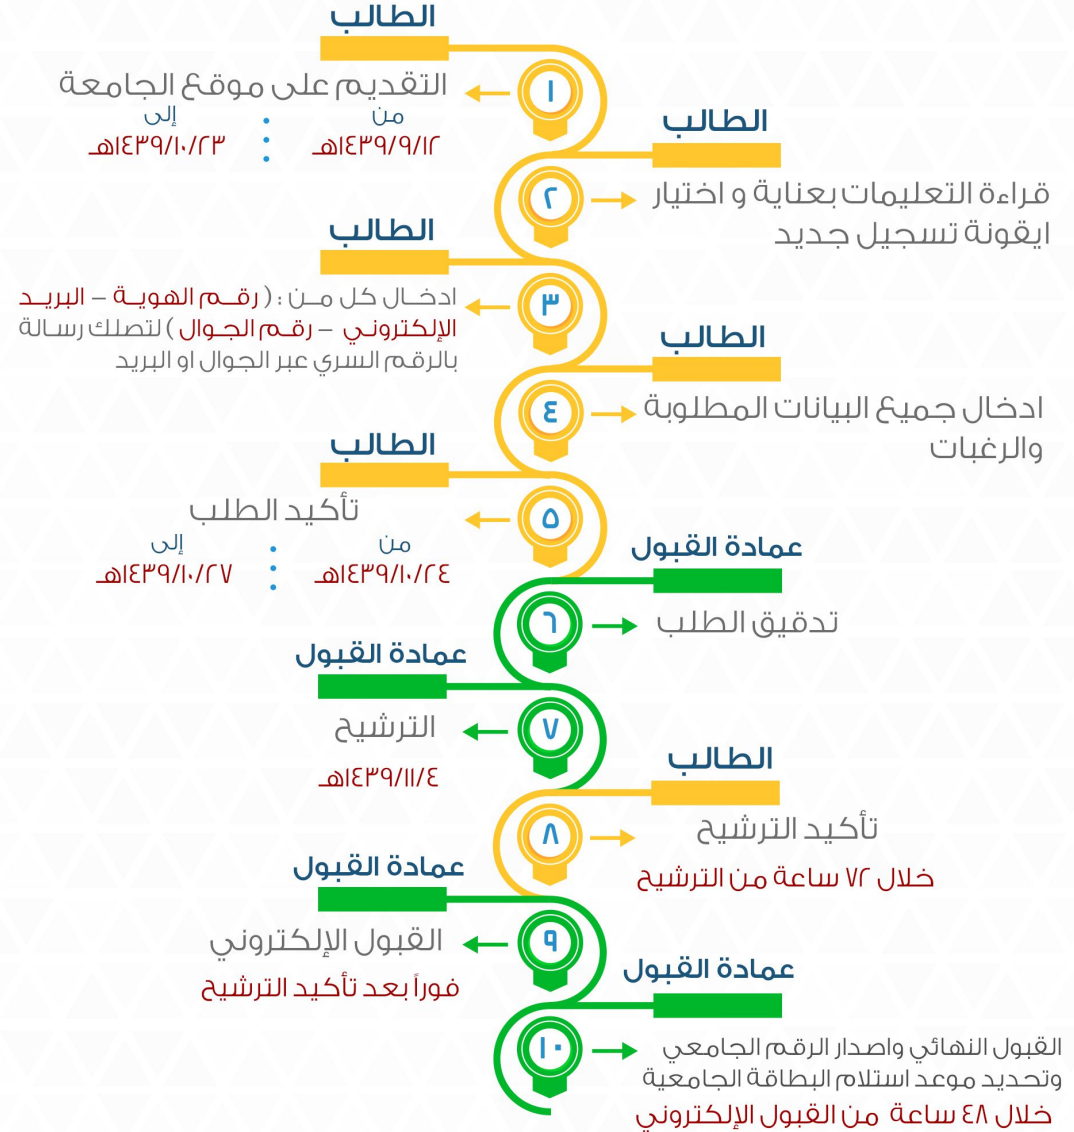 الطالب
١
التقديم على موقع الجامعة
من
إلى
١٤٣٩/٩/١٢هـ
١٤٣٩/١٠/٢٣هـ
الطالب
٢
قراءة التعليمات بعناية و اختيار
ايقونة تسجيل جديد
الطالب
٣
ادخال كل من : ( رقم الهوية – البريد
الإلكتروني – رقم الجوال ) لتصلك رسالة
بالرقم السري عبر الجوال او البريد
الطالب
٤
ادخال جميع البيانات المطلوبة
والرغبات
الطالب
٥
تأكيد الطلب
من
إلى
١٤٣٩/١٠/٢٤هـ
١٤٣٩/١٠/٢٧هـ
عمادة القبول
٦
تدقيق الطلب
عمادة القبول
٧
الترشيح
١٤٣٩/١١/٤هـ
الطالب
٨
تأكيد الترشيح
خلال ٧٢ ساعة من الترشيح
عمادة القبول
٩
القبول الإلكتروني
فوراً بعد تأكيد الترشيح
عمادة القبول
١٠
القبول النهائي واصدار الرقم الجامعي
وتحديد موعد استلام البطاقة الجامعية
خلال ٤٨ ساعة من القبول الإلكتروني